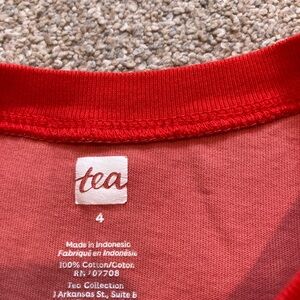 tea
4
Made in Indonesia
Fabriqué en Indonésie
100% Cotton/Coton
RN 107708
Tea Collection
1 Arkansas St., Suite B